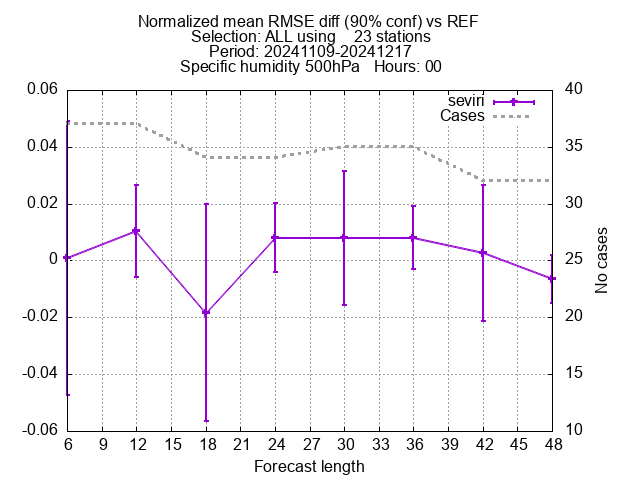 Normalized mean RMSE diff (90% conf) vs REF
Selection: ALL using    23 stations
Period: 20241109-20241217
Specific humidity 500hPa   Hours: 00
seviri
Cases
0.06
0.04
0.02
0
-0.02
-0.04
-0.06
40
35
30
25
20
15
10
No cases
6 9 12 15 18 21 24 27 30 33 36 39 42 45 48
Forecast length